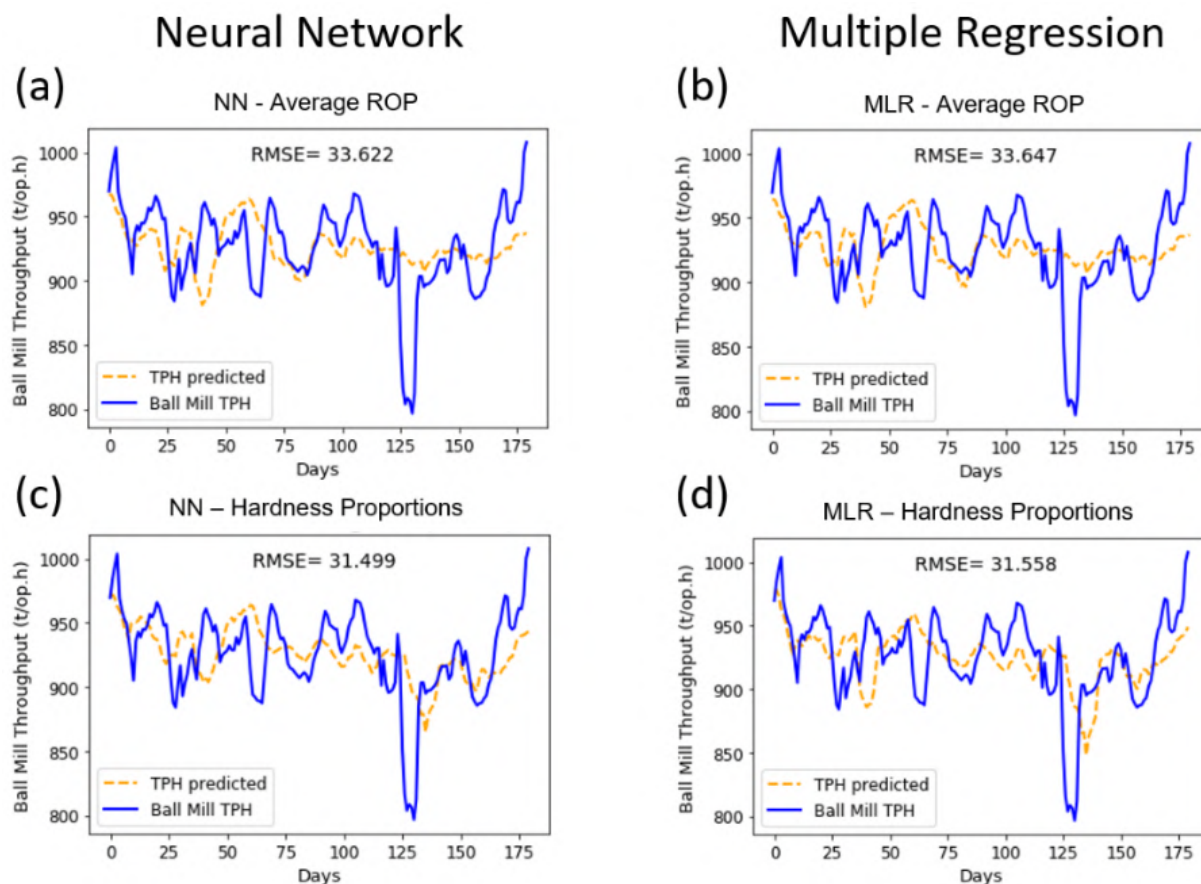 Neural Network
Multiple Regression
(a)
NN - Average ROP
RMSE= 33.622
Ball Mill Throughput (t/op.h)
1000
950
900
850
800
TPH predicted
Ball Mill TPH
0 25 50 75 100 125 150 175
Days
(b)
MLR - Average ROP
RMSE= 33.647
Ball Mill Throughput (t/op.h)
1000
950
900
850
800
TPH predicted
Ball Mill TPH
0 25 50 75 100 125 150 175
Days
(c)
NN – Hardness Proportions
RMSE= 31.499
Ball Mill Throughput (t/op.h)
1000
950
900
850
800
TPH predicted
Ball Mill TPH
0 25 50 75 100 125 150 175
Days
(d)
MLR – Hardness Proportions
RMSE= 31.558
Ball Mill Throughput (t/op.h)
1000
950
900
850
800
TPH predicted
Ball Mill TPH
0 25 50 75 100 125 150 175
Days